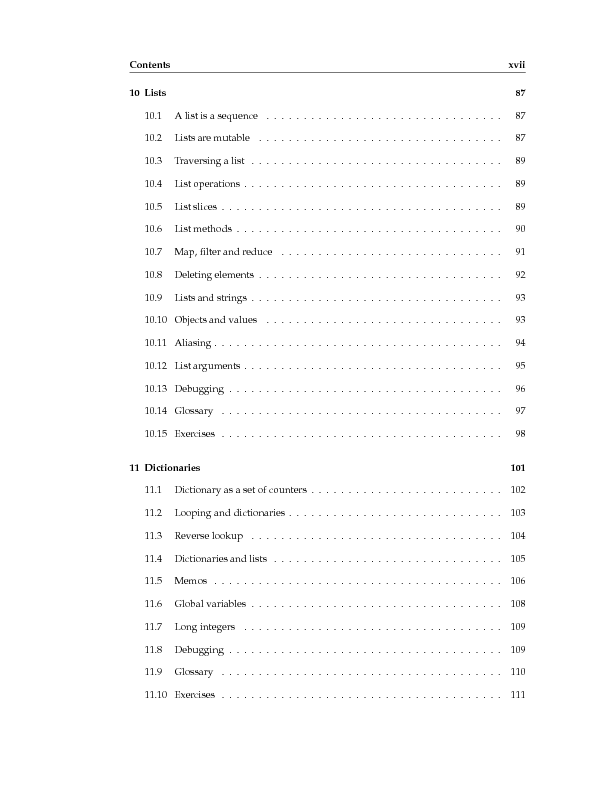 Contents xvii
10 Lists 87
10.1 A list is a sequence . . . . . . . . . . . . . . . . . . . . . . . . . . . . . . 87
10.2 Lists are mutable . . . . . . . . . . . . . . . . . . . . . . . . . . . . . . . . 87
10.3 Traversing a list . . . . . . . . . . . . . . . . . . . . . . . . . . . . . . . . . 89
10.4 List operations . . . . . . . . . . . . . . . . . . . . . . . . . . . . . . . . . 89
10.5 List slices . . . . . . . . . . . . . . . . . . . . . . . . . . . . . . . . . . . . 89
10.6 List methods . . . . . . . . . . . . . . . . . . . . . . . . . . . . . . . . . . 90
10.7 Map, filter and reduce . . . . . . . . . . . . . . . . . . . . . . . . . . . . 91
10.8 Deleting elements . . . . . . . . . . . . . . . . . . . . . . . . . . . . . . . 92
10.9 Lists and strings . . . . . . . . . . . . . . . . . . . . . . . . . . . . . . . . 93
10.10 Objects and values . . . . . . . . . . . . . . . . . . . . . . . . . . . . . . 93
10.11 Aliasing . . . . . . . . . . . . . . . . . . . . . . . . . . . . . . . . . . . . . 94
10.12 List arguments . . . . . . . . . . . . . . . . . . . . . . . . . . . . . . . . . 95
10.13 Debugging . . . . . . . . . . . . . . . . . . . . . . . . . . . . . . . . . . . 96
10.14 Glossary . . . . . . . . . . . . . . . . . . . . . . . . . . . . . . . . . . . . 97
10.15 Exercises . . . . . . . . . . . . . . . . . . . . . . . . . . . . . . . . . . . . 98
11 Dictionaries 101
11.1 Dictionary as a set of counters . . . . . . . . . . . . . . . . . . . . . . . . 102
11.2 Looping and dictionaries . . . . . . . . . . . . . . . . . . . . . . . . . . . 103
11.3 Reverse lookup . . . . . . . . . . . . . . . . . . . . . . . . . . . . . . . . 104
11.4 Dictionaries and lists . . . . . . . . . . . . . . . . . . . . . . . . . . . . . 105
11.5 Memos . . . . . . . . . . . . . . . . . . . . . . . . . . . . . . . . . . . . . 106
11.6 Global variables . . . . . . . . . . . . . . . . . . . . . . . . . . . . . . . . 108
11.7 Long integers . . . . . . . . . . . . . . . . . . . . . . . . . . . . . . . . . 109
11.8 Debugging . . . . . . . . . . . . . . . . . . . . . . . . . . . . . . . . . . . 109
11.9 Glossary . . . . . . . . . . . . . . . . . . . . . . . . . . . . . . . . . . . . 110
11.10 Exercises . . . . . . . . . . . . . . . . . . . . . . . . . . . . . . . . . . . . 111